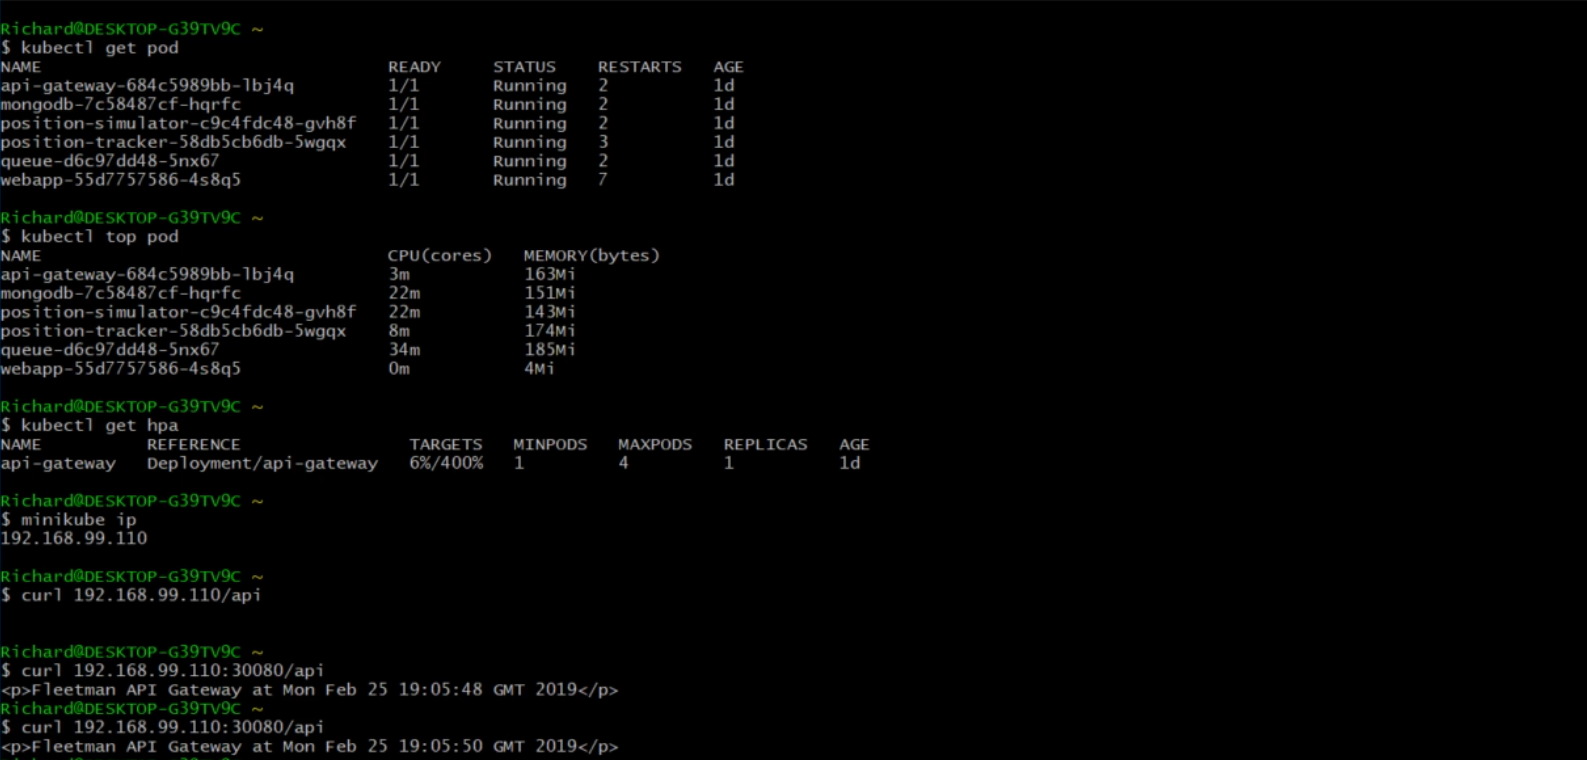 Richard@DESKTOP-G39TV9C ~
$ kubectl get pod
NAME READY STATUS RESTARTS AGE
api-gateway-684c5989bb-lbj4q 1/1 Running 2 1d
mongodb-7c58487cf-hqrfc 1/1 Running 2 1d
position-simulator-c9c4fdc48-gvh8f 1/1 Running 2 1d
position-tracker-58db5cb6db-5wgqx 1/1 Running 3 1d
queue-d6c97dd48-5nx67 1/1 Running 2 1d
webapp-55d7757586-4s8q5 1/1 Running 7 1d
Richard@DESKTOP-G39TV9C ~
$ kubectl top pod
NAME CPU(cores) MEMORY(bytes)
api-gateway-684c5989bb-lbj4q 3m 163Mi
mongodb-7c58487cf-hqrfc 22m 151Mi
position-simulator-c9c4fdc48-gvh8f 22m 143Mi
position-tracker-58db5cb6db-5wgqx 8m 174Mi
queue-d6c97dd48-5nx67 34m 185Mi
webapp-55d7757586-4s8q5 0m 4Mi
Richard@DESKTOP-G39TV9C ~
$ kubectl get hpa
NAME REFERENCE TARGETS MINPODS MAXPODS REPLICAS AGE
api-gateway Deployment/api-gateway 6%/400% 1 4 1 1d
Richard@DESKTOP-G39TV9C ~
$ minikube ip
192.168.99.110
Richard@DESKTOP-G39TV9C ~
$ curl 192.168.99.110/api
Richard@DESKTOP-G39TV9C ~
$ curl 192.168.99.110:30080/api
<p>Fleetman API Gateway at Mon Feb 25 19:05:48 GMT 2019</p>
Richard@DESKTOP-G39TV9C ~
$ curl 192.168.99.110:30080/api
<p>Fleetman API Gateway at Mon Feb 25 19:05:50 GMT 2019</p>